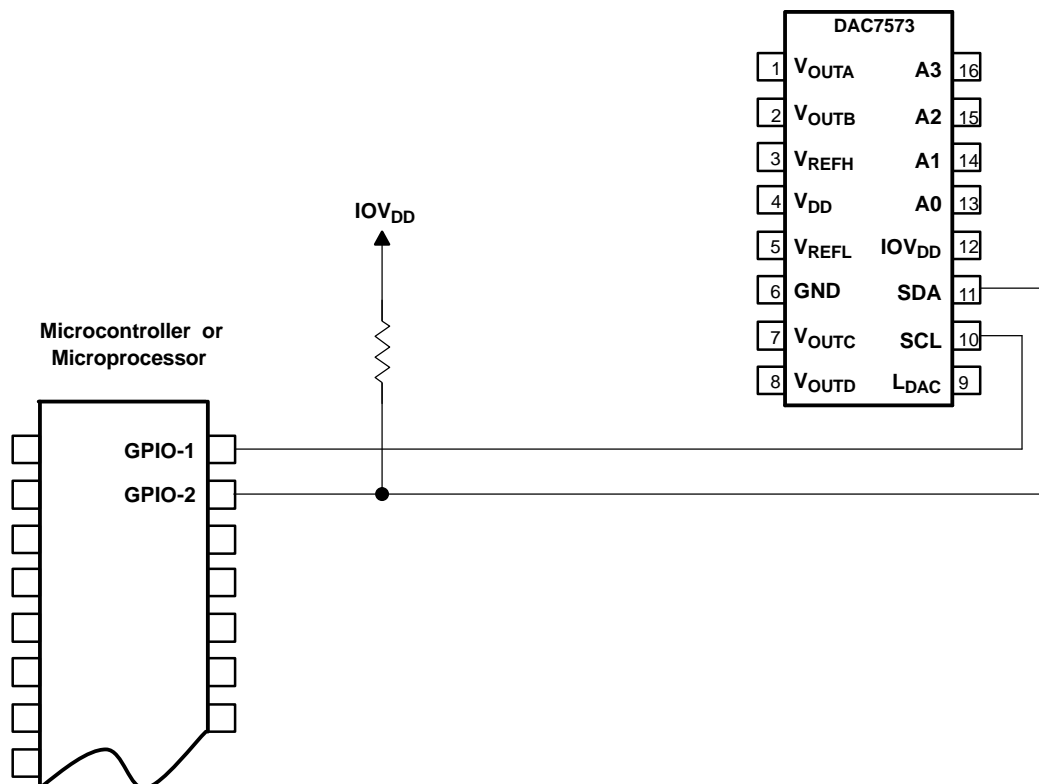 DAC7573
1 VOUTA A3 16
2 VOUTB A2 15
3 VREFH A1 14
4 VDD A0 13
5 VREFL IOVDD 12
6 GND SDA 11
7 VOUTC SCL 10
8 VOUTD LDAC 9
IOVDD
Microcontroller or
Microprocessor
GPIO-1
GPIO-2